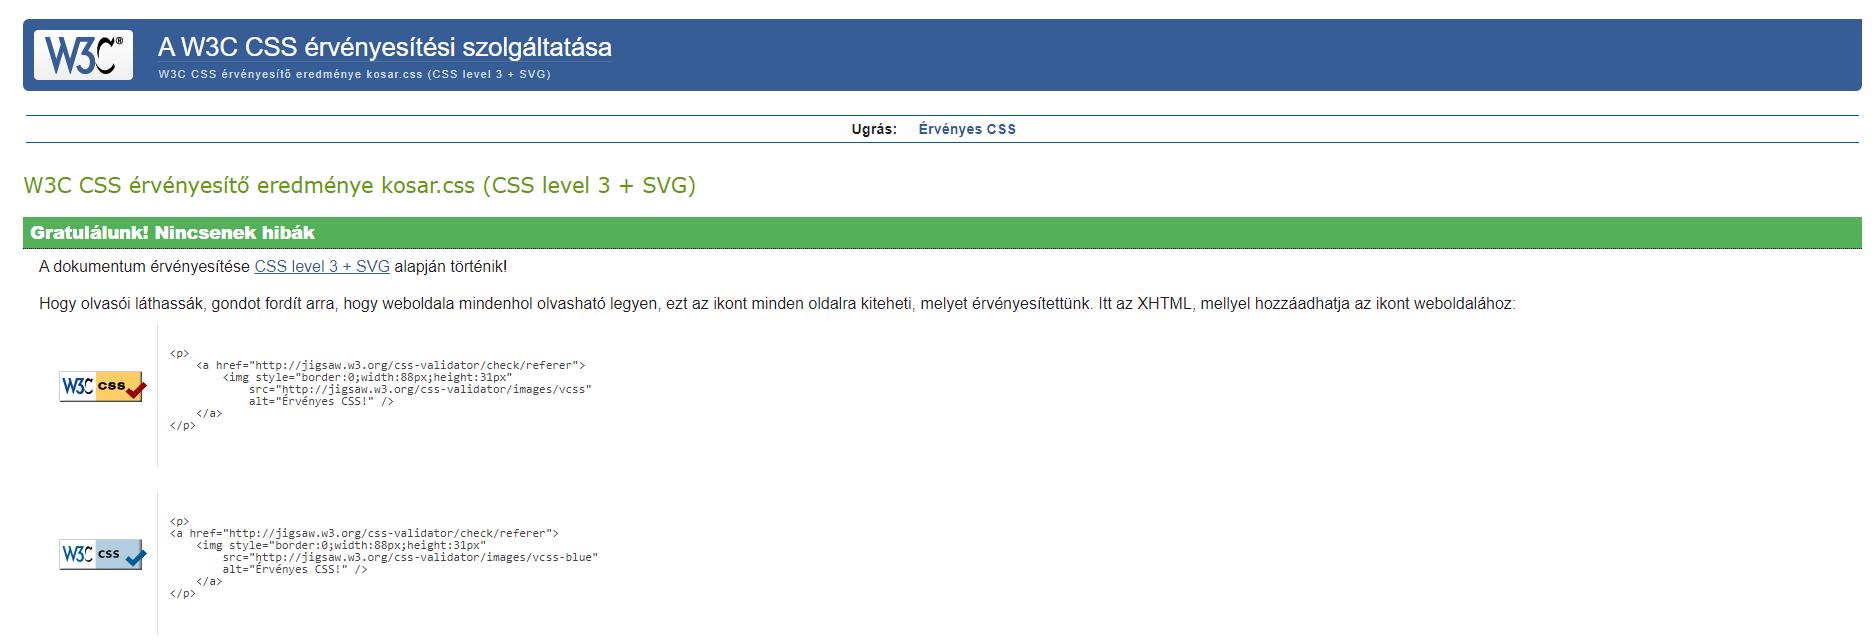 W3C® A W3C CSS érvényesítési szolgáltatása
W3C CSS érvényesítő eredménye kosar.css (CSS level 3 + SVG)
Ugrás: Érvényes CSS
W3C CSS érvényesítő eredménye kosar.css (CSS level 3 + SVG)
Gratulálunk! Nincsenek hibák
A dokumentum érvényesítése CSS level 3 + SVG alapján történik!
Hogy olvasói láthassák, gondot fordít arra, hogy weboldala mindenhol olvasható legyen, ezt az ikont minden oldalra kiteheti, melyet érvényesítettünk. Itt az XHTML, mellyel hozzáadhatja az ikont weboldalához:
W3C css
<p>
<a href="http://jigsaw.w3.org/css-validator/check/referer">
<img style="border:0;width:88px;height:31px"
src="http://jigsaw.w3.org/css-validator/images/vcss"
alt="Érvényes CSS!" />
</a>
</p>
W3C css
<p>
<a href="http://jigsaw.w3.org/css-validator/check/referer">
<img style="border:0;width:88px;height:31px"
src="http://jigsaw.w3.org/css-validator/images/vcss-blue"
alt="Érvényes CSS!" />
</a>
</p>